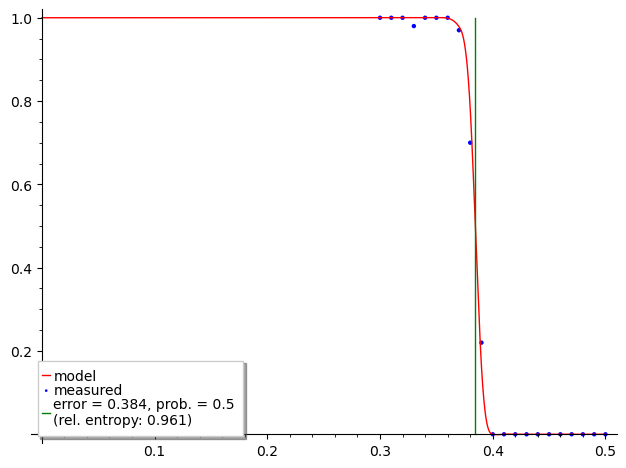 1.0
0.8
0.6
0.4
0.2
model
measured
error = 0.384, prob. = 0.5
(rel. entropy: 0.961)
0.1 0.2 0.3 0.4 0.5